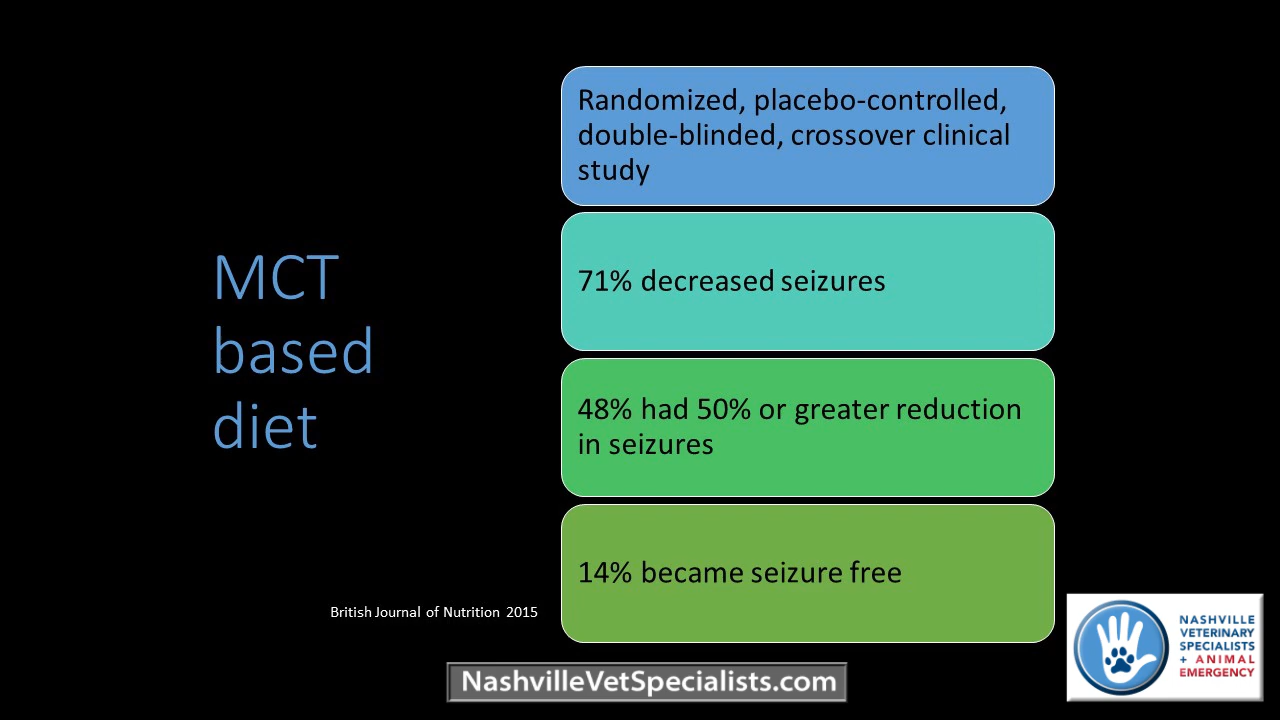 MCT
based
diet
Randomized, placebo-controlled,
double-blinded, crossover clinical
study
71% decreased seizures
48% had 50% or greater reduction
in seizures
14% became seizure free
British Journal of Nutrition 2015
NashvilleVetSpecialists.com
NASHVILLE
VETERINARY
SPECIALISTS
+ ANIMAL
EMERGENCY